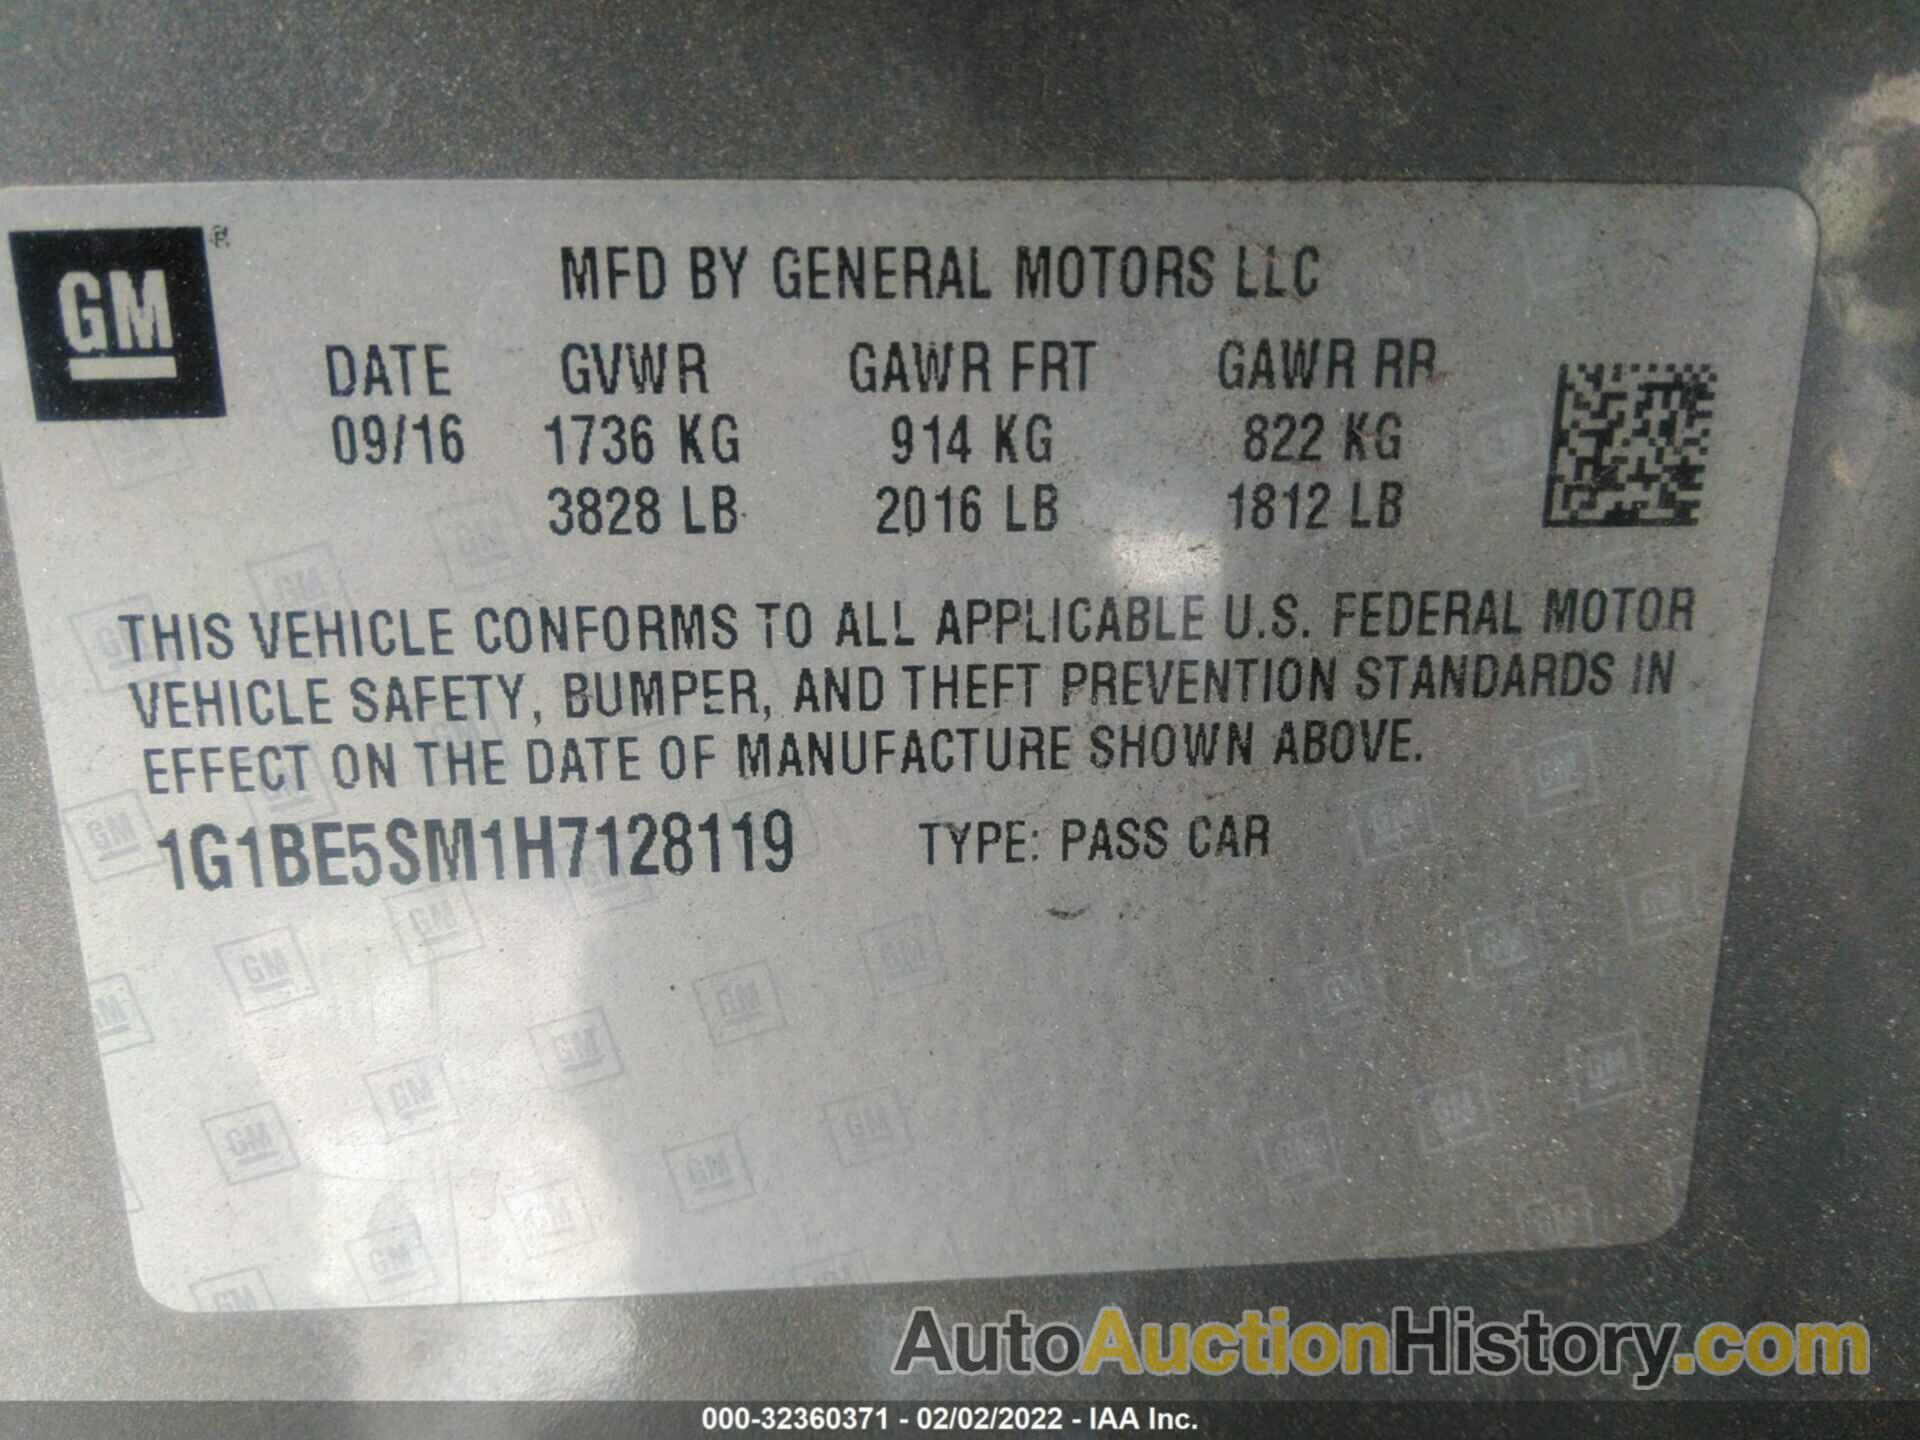 GM
MFD BY GENERAL MOTORS LLC
DATE GVWR GAWR FRT GAWR RR
09/16 1736 KG 914 KG 822 KG
3828 LB 2016 LB 1812 LB
THIS VEHICLE CONFORMS TO ALL APPLICABLE U.S. FEDERAL MOTOR
VEHICLE SAFETY, BUMPER, AND THEFT PREVENTION STANDARDS IN
EFFECT ON THE DATE OF MANUFACTURE SHOWN ABOVE.
1G1BE5SM1H7128119 TYPE: PASS CAR
AutoAuctionHistory.com
000-32360371 - 02/02/2022 - IAA Inc.